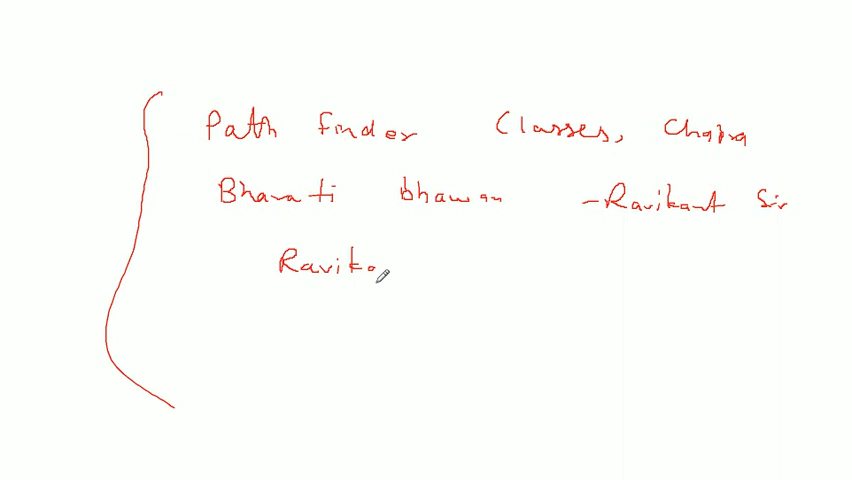 Path finder Classes, Chapra
Bharati bhawan - Ravikant Sir
Ravika